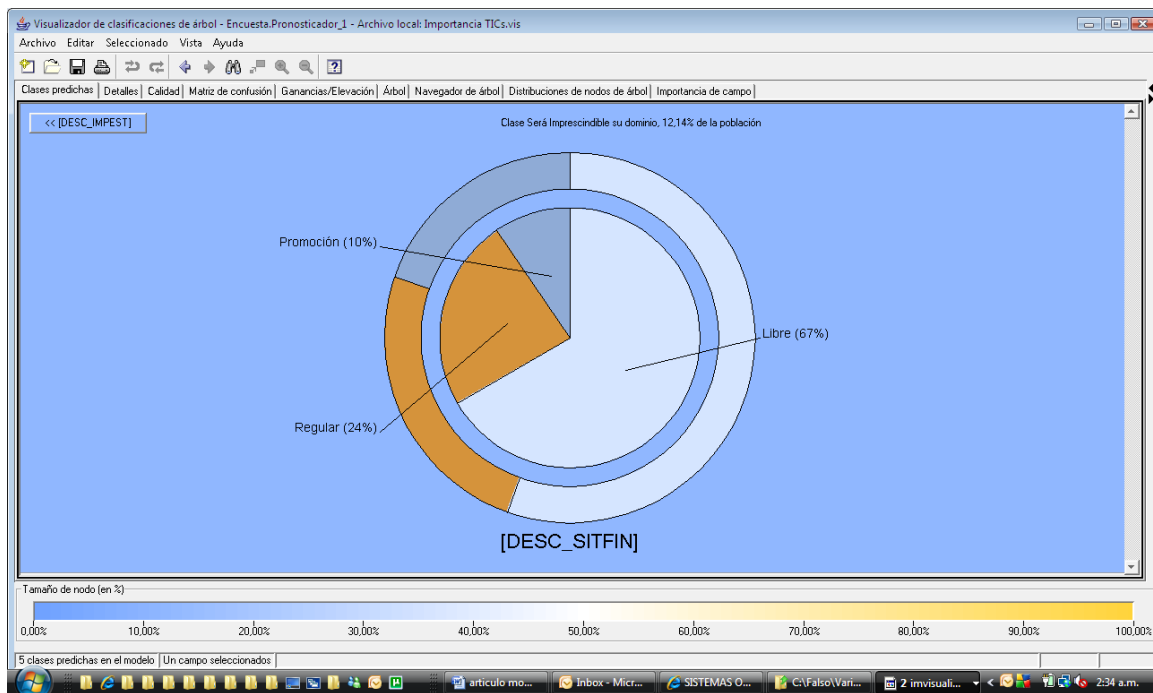 Visualizador de clasificaciones de árbol - Encuesta.Pronosticador_1 - Archivo local: Importancia TICs.vis
Archivo Editar Seleccionado Vista Ayuda
Clases predichas Detalles Calidad Matriz de confusión Ganancias/Elevación Árbol Navegador de árbol Distribuciones de nodos de árbol Importancia de campo
<< [DESC_IMPEST]
Clase Será Imprescindible su dominio, 12,14% de la población
Promoción (10%)
Libre (67%)
Regular (24%)
[DESC_SITFIN]
Tamaño de nodo (en %)
0,00% 10,00% 20,00% 30,00% 40,00% 50,00% 60,00% 70,00% 80,00% 90,00% 100,00%
5 clases predichas en el modelo Un campo seleccionados
articulo mo... Inbox - Micr... SISTEMAS O... C:\Falso\Vari... 2 imvisuali... 2:34 a.m.